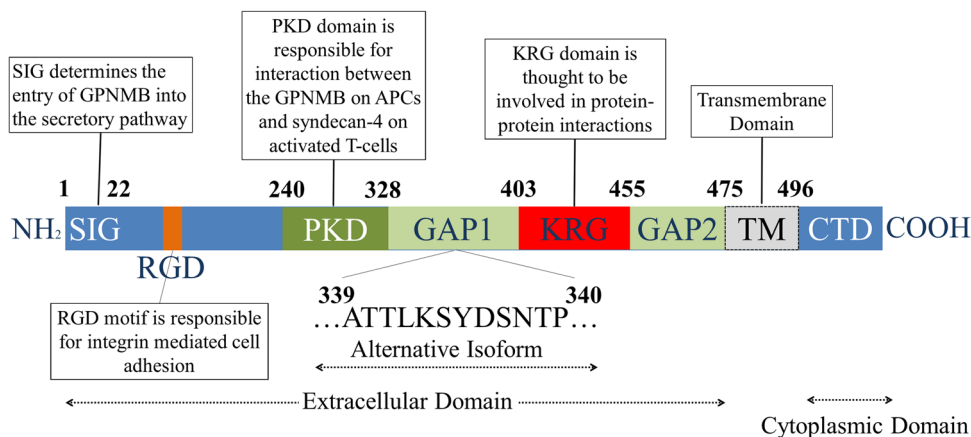 SIG determines the
entry of GPNMB into
the secretory pathway
PKD domain is
responsible for
interaction between
the GPNMB on APCs
and syndecan-4 on
activated T-cells
KRG domain is
thought to be
involved in protein-
protein interactions
Transmembrane
Domain
1 22 240 328 403 455 475 496
NH₂ SIG PKD GAP1 KRG GAP2 TM CTD COOH
RGD
RGD motif is responsible
for integrin mediated cell
adhesion
339 340
…ATTLKSYDSNTP…
Alternative Isoform
Extracellular Domain
Cytoplasmic Domain